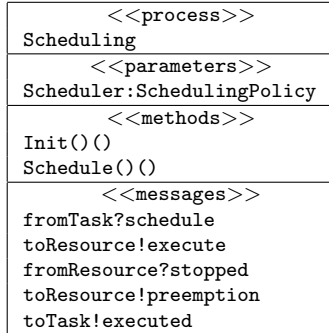 <<process>>
Scheduling
<<parameters>>
Scheduler:SchedulingPolicy
<<methods>>
Init()()
Schedule()()
<<messages>>
fromTask?schedule
toResource!execute
fromResource?stopped
toResource!preemption
toTask!executed